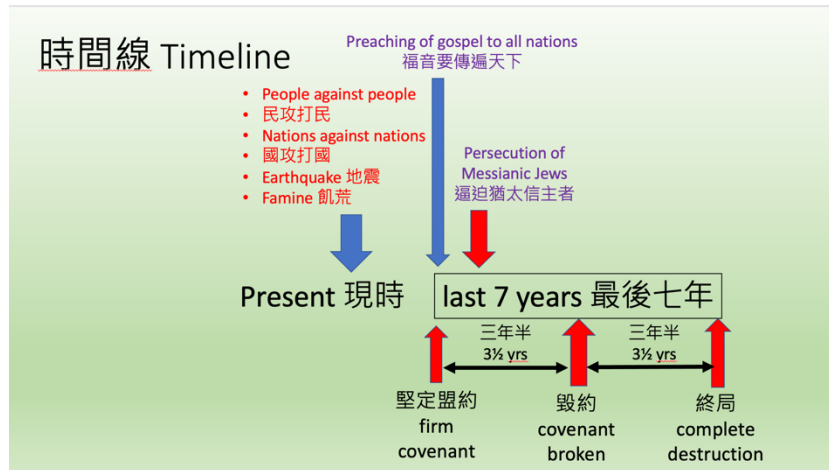 時間線 Timeline
Preaching of gospel to all nations
福音要傳遍天下
• People against people
• 民攻打民
• Nations against nations
• 國攻打國
• Earthquake 地震
• Famine 飢荒
Persecution of
Messianic Jews
逼迫猶太信主者
Present 現時
last 7 years 最後七年
三年半
3½ yrs
三年半
3½ yrs
堅定盟約
firm
covenant
毀約
covenant
broken
終局
complete
destruction